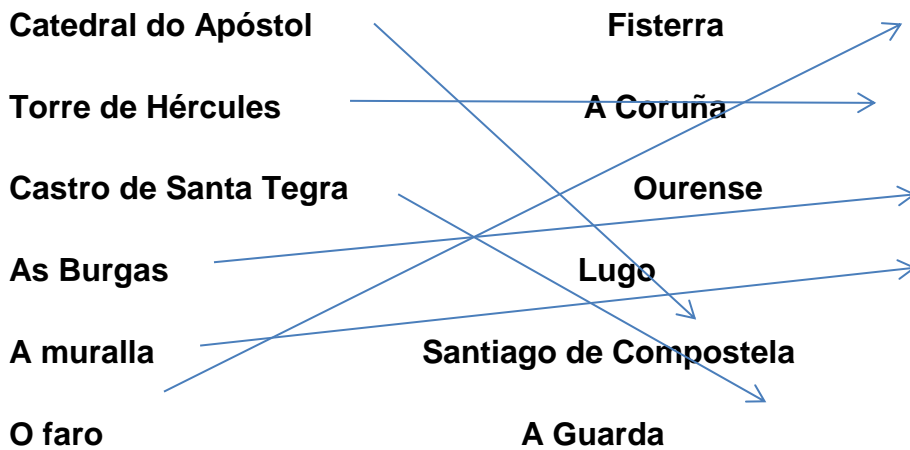 Catedral do Apóstol Fisterra
Torre de Hércules A Coruña
Castro de Santa Tegra Ourense
As Burgas Lugo
A muralla Santiago de Compostela
O faro A Guarda